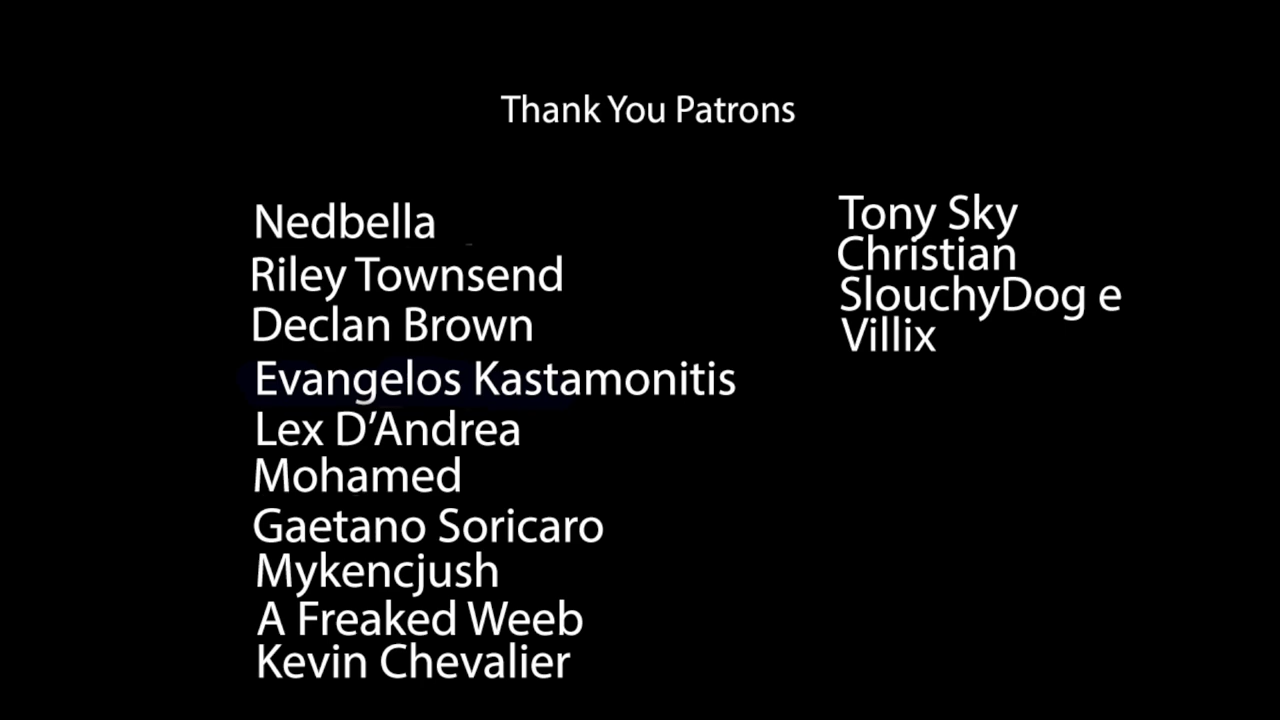 Thank You Patrons
Nedbella
Riley Townsend
Declan Brown
Evangelos Kastamonitis
Lex D’Andrea
Mohamed
Gaetano Soricaro
Mykencjush
A Freaked Weeb
Kevin Chevalier
Tony Sky
Christian
SlouchyDog e
Villix